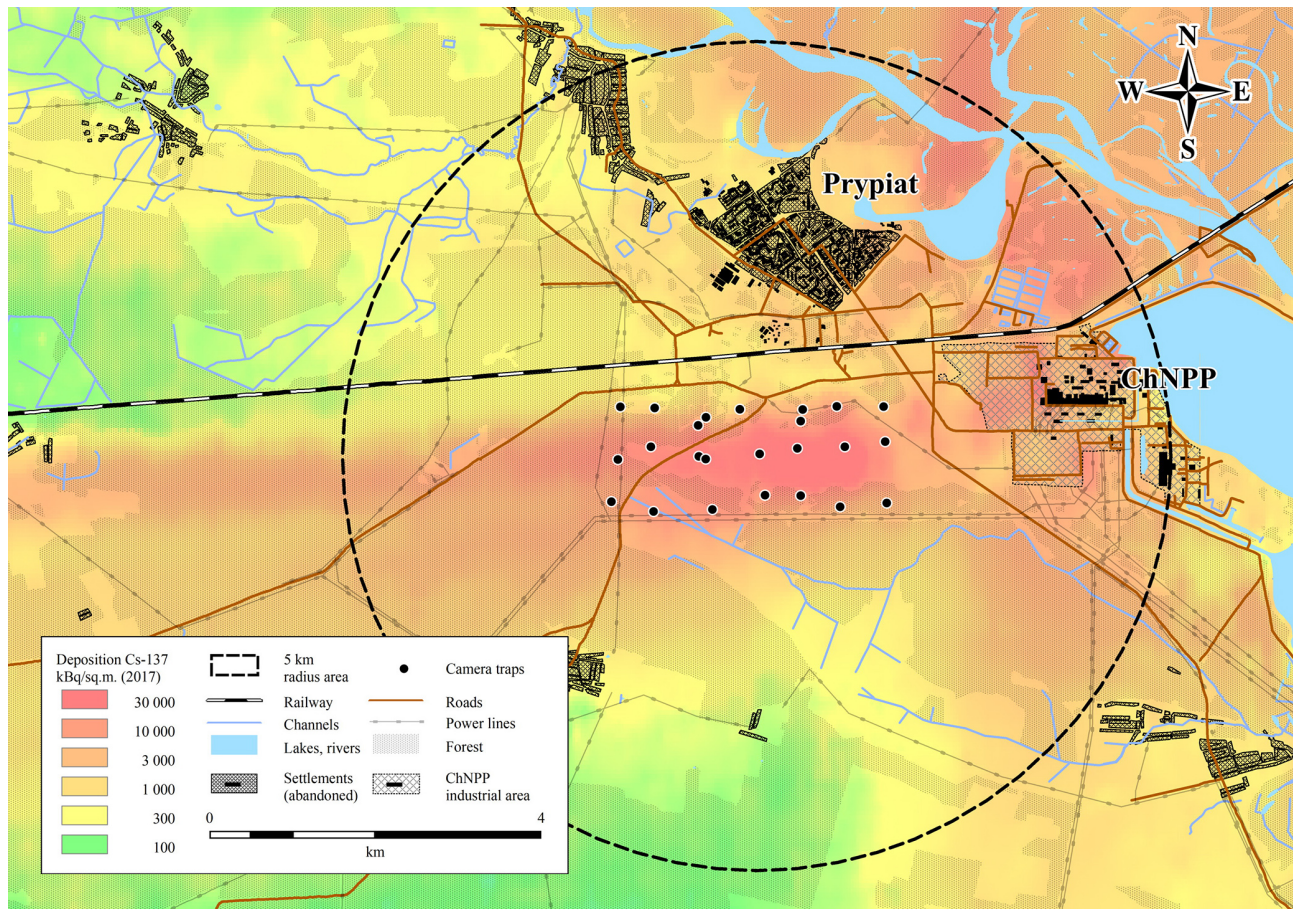 N
W E
S
Prypiat
ChNPP
Deposition Cs-137
kBq/sq.m. (2017)
30 000
10 000
3 000
1 000
300
100
5 km
radius area
Railway
Channels
Lakes, rivers
Settlements
(abandoned)
Camera traps
Roads
Power lines
Forest
ChNPP
industrial area
0 4
km